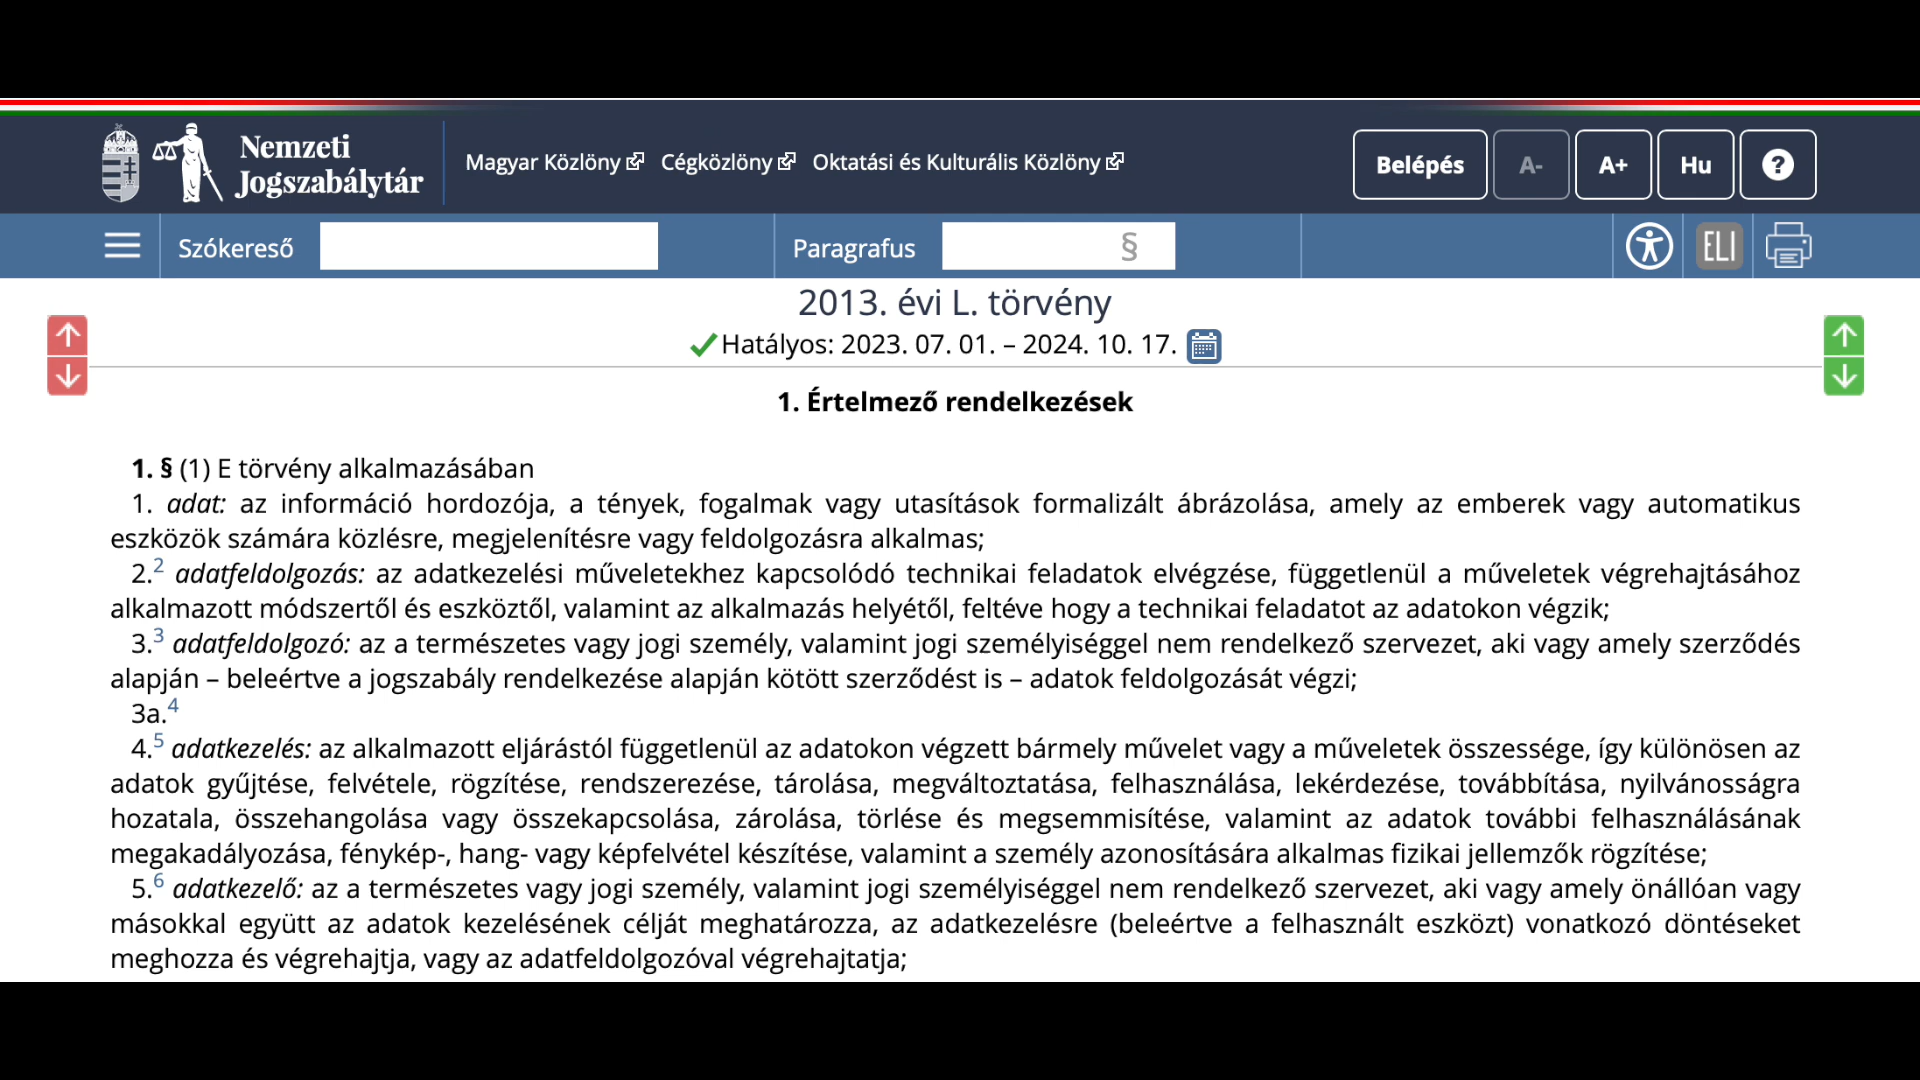 Nemzeti
Jogszabálytár
Magyar Közlöny Cégközlöny Oktatási és Kulturális Közlöny
Belépés A- A+ Hu ?
Szókereső Paragrafus § ELI
2013. évi L. törvény
Hatályos: 2023. 07. 01. – 2024. 10. 17.
1. Értelmező rendelkezések
1. § (1) E törvény alkalmazásában
1. adat: az információ hordozója, a tények, fogalmak vagy utasítások formalizált ábrázolása, amely az emberek vagy automatikus
eszközök számára közlésre, megjelenítésre vagy feldolgozásra alkalmas;
2.2 adatfeldolgozás: az adatkezelési műveletekhez kapcsolódó technikai feladatok elvégzése, függetlenül a műveletek végrehajtásához
alkalmazott módszertől és eszköztől, valamint az alkalmazás helyétől, feltéve hogy a technikai feladatot az adatokon végzik;
3.3 adatfeldolgozó: az a természetes vagy jogi személy, valamint jogi személyiséggel nem rendelkező szervezet, aki vagy amely szerződés
alapján – beleértve a jogszabály rendelkezése alapján kötött szerződést is – adatok feldolgozását végzi;
3a.4
4.5 adatkezelés: az alkalmazott eljárástól függetlenül az adatokon végzett bármely művelet vagy a műveletek összessége, így különösen az
adatok gyűjtése, felvétele, rögzítése, rendszerezése, tárolása, megváltoztatása, felhasználása, lekérdezése, továbbítása, nyilvánosságra
hozatala, összehangolása vagy összekapcsolása, zárolása, törlése és megsemmisítése, valamint az adatok további felhasználásának
megakadályozása, fénykép-, hang- vagy képfelvétel készítése, valamint a személy azonosítására alkalmas fizikai jellemzők rögzítése;
5.6 adatkezelő: az a természetes vagy jogi személy, valamint jogi személyiséggel nem rendelkező szervezet, aki vagy amely önállóan vagy
másokkal együtt az adatok kezelésének célját meghatározza, az adatkezelésre (beleértve a felhasznált eszközt) vonatkozó döntéseket
meghozza és végrehajtja, vagy az adatfeldolgozóval végrehajtatja;